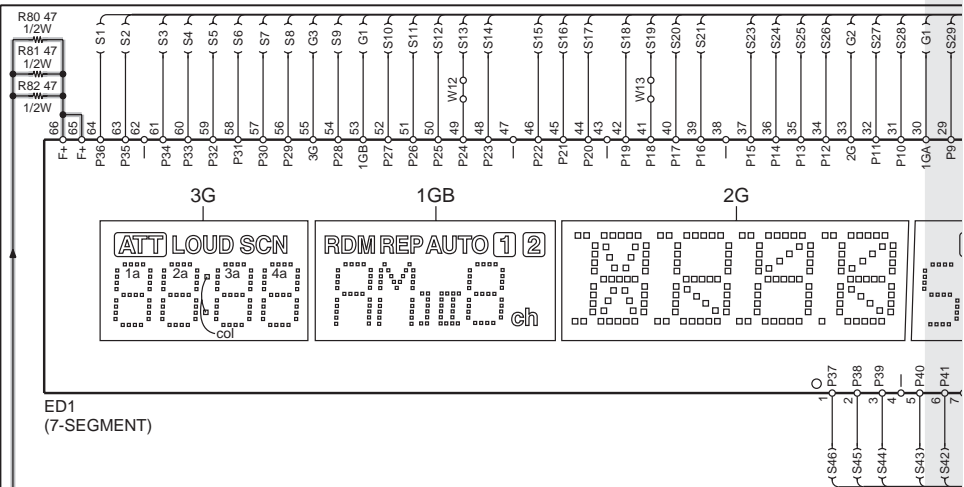 R80 47
1/2W
R81 47
1/2W
R82 47
1/2W
S1 S2 S3 S4 S5 S6 S7 S8 G3 S9 G1 S10 S11 S12 S13 S14 S15 S16 S17 S18 S19 S20 S21 S23 S24 S25 S26 G2 S27 S28 G1 S29
W12 W13
66 65 64 63 62 61 60 59 58 57 56 55 54 53 52 51 50 49 48 47 46 45 44 43 42 41 40 39 38 37 36 35 34 33 32 31 30 29
F+ F+ P36 P35 — P34 P33 P32 P31 P30 P29 3G P28 1GB P27 P26 P25 P24 P23 — P22 P21 P20 — P19 P18 P17 P16 — P15 P14 P13 P12 2G P11 P10 1GA P9
3G 1GB 2G
ATT LOUD SCN
1a 2a 3a 4a
col
RDM REP AUTO 1 2
ch
P37 P38 P39 — P40 P41
1 2 3 4 5 6 7
ED1
(7-SEGMENT)
S46 S45 S44 S43 S42